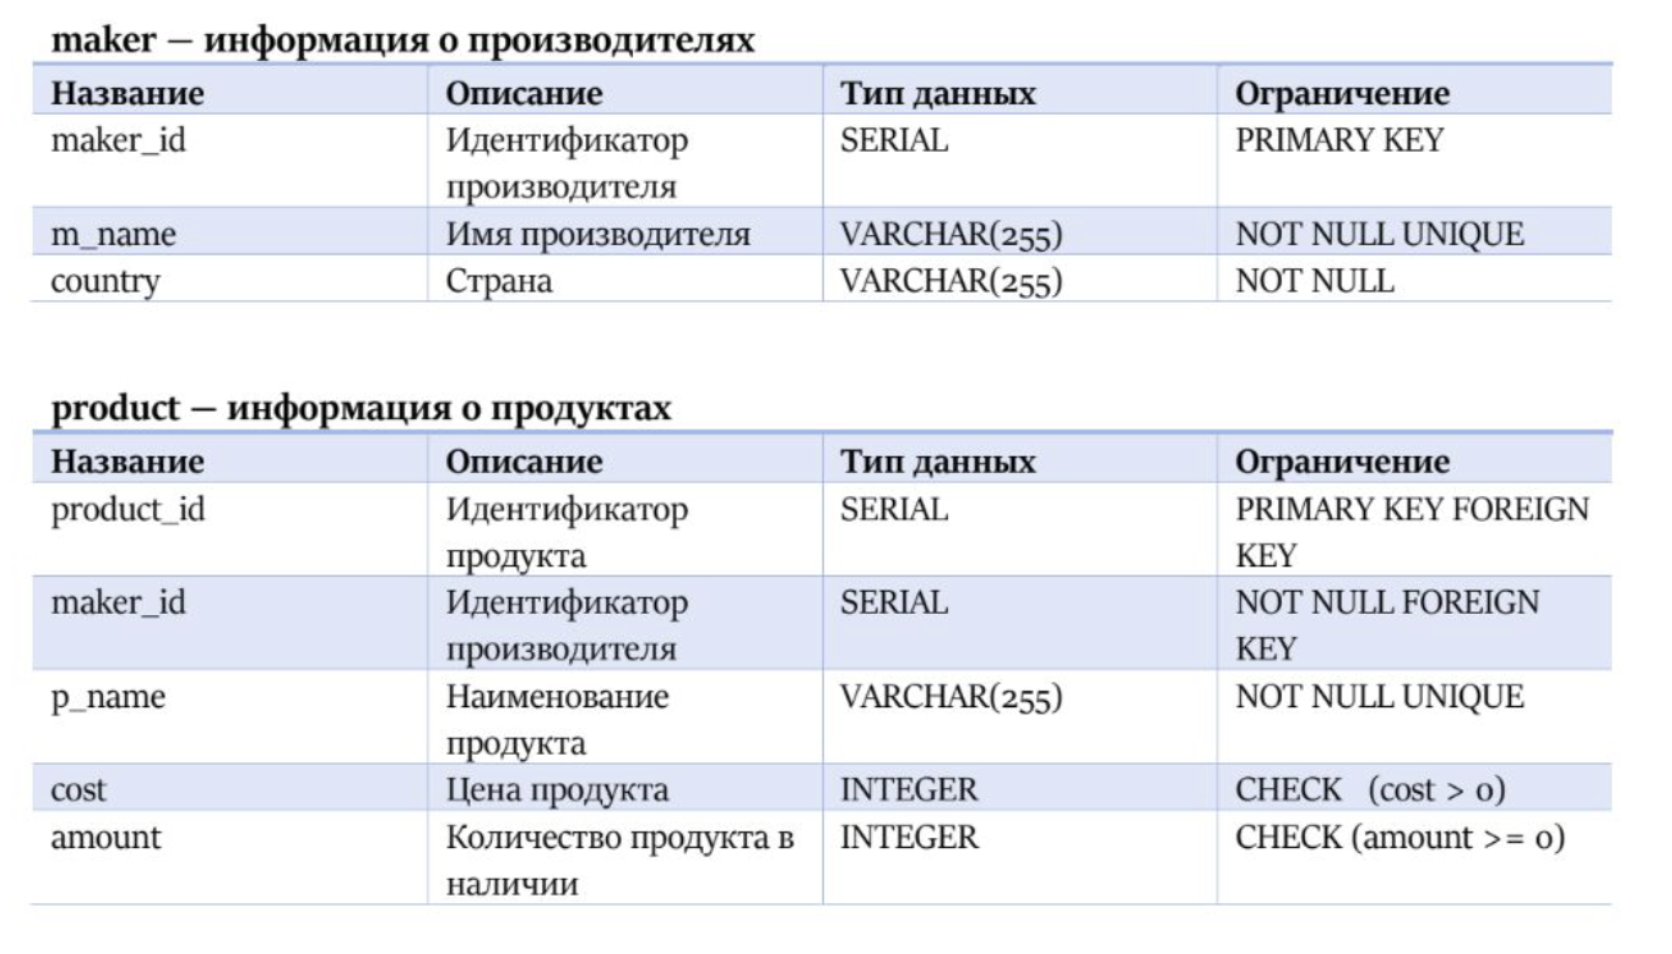 maker — информация о производителях
Название Описание Тип данных Ограничение
maker_id Идентификатор SERIAL PRIMARY KEY
производителя
m_name Имя производителя VARCHAR(255) NOT NULL UNIQUE
country Страна VARCHAR(255) NOT NULL
product — информация о продуктах
Название Описание Тип данных Ограничение
product_id Идентификатор SERIAL PRIMARY KEY FOREIGN
продукта KEY
maker_id Идентификатор SERIAL NOT NULL FOREIGN
производителя KEY
p_name Наименование VARCHAR(255) NOT NULL UNIQUE
продукта
cost Цена продукта INTEGER CHECK (cost > 0)
amount Количество продукта в INTEGER CHECK (amount >= 0)
наличии